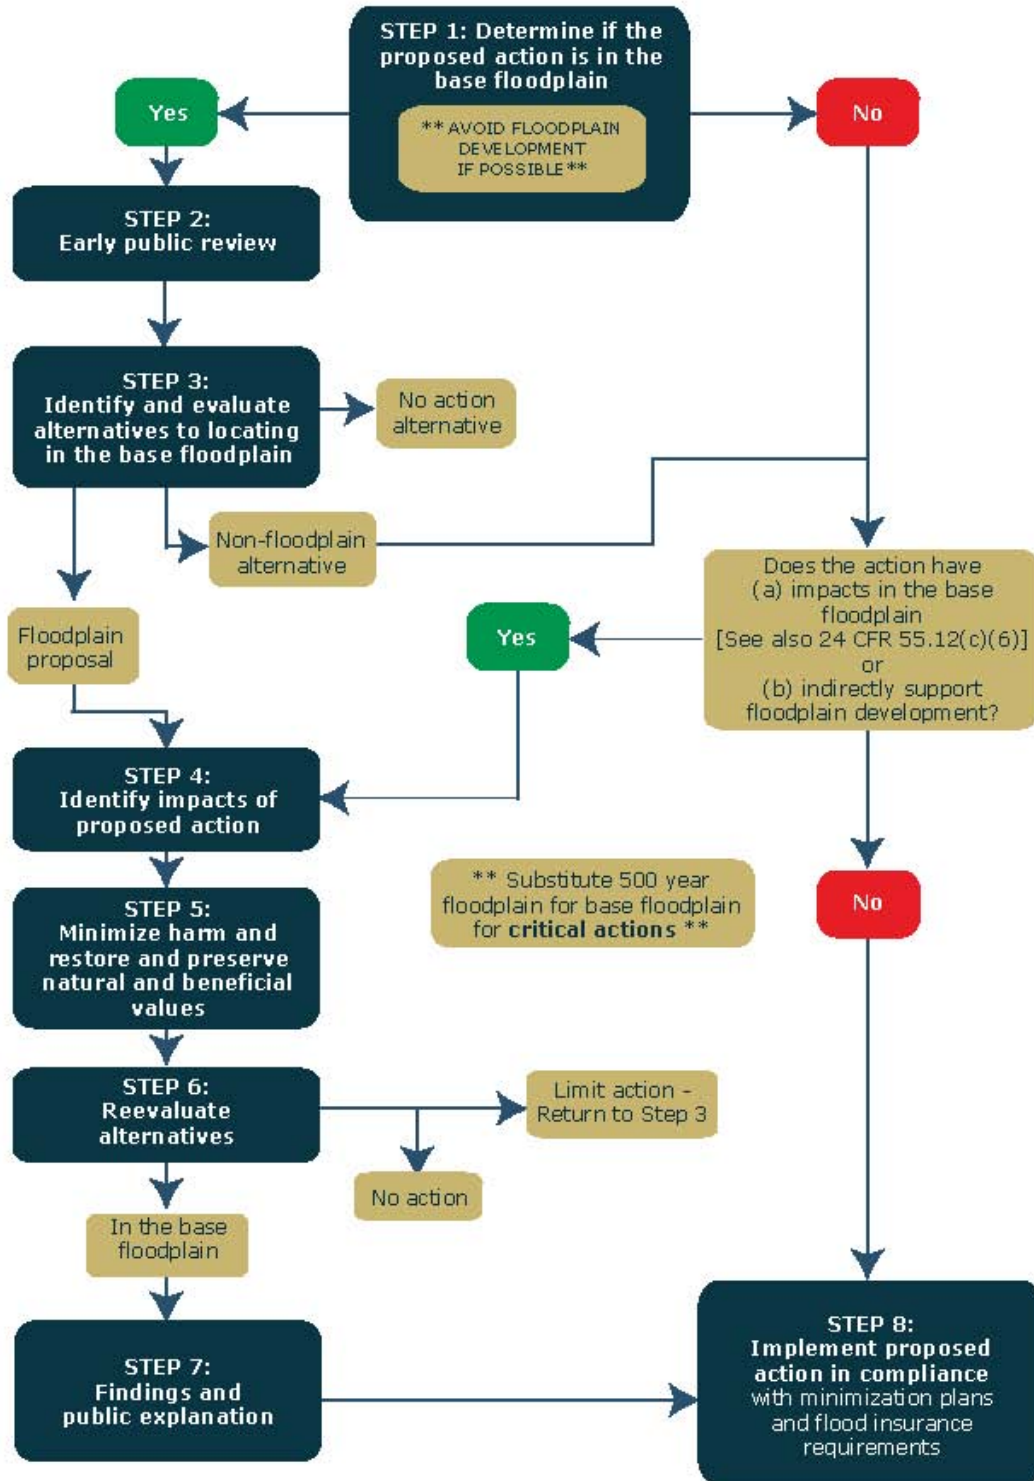 STEP 1: Determine if the
proposed action is in the
base floodplain
** AVOID FLOODPLAIN
DEVELOPMENT
IF POSSIBLE**
Yes
No
STEP 2:
Early public review
STEP 3:
Identify and evaluate
alternatives to locating
in the base floodplain
No action
alternative
Non-floodplain
alternative
Floodplain
proposal
Does the action have
(a) impacts in the base
floodplain
[See also 24 CFR 55.12(c)(6)]
or
(b) indirectly support
floodplain development?
Yes
STEP 4:
Identify impacts of
proposed action
** Substitute 500 year
floodplain for base floodplain
for critical actions **
No
STEP 5:
Minimize harm and
restore and preserve
natural and beneficial
values
STEP 6:
Reevaluate
alternatives
Limit action -
Return to Step 3
No action
In the base
floodplain
STEP 7:
Findings and
public explanation
STEP 8:
Implement proposed
action in compliance
with minimization plans
and flood insurance
requirements